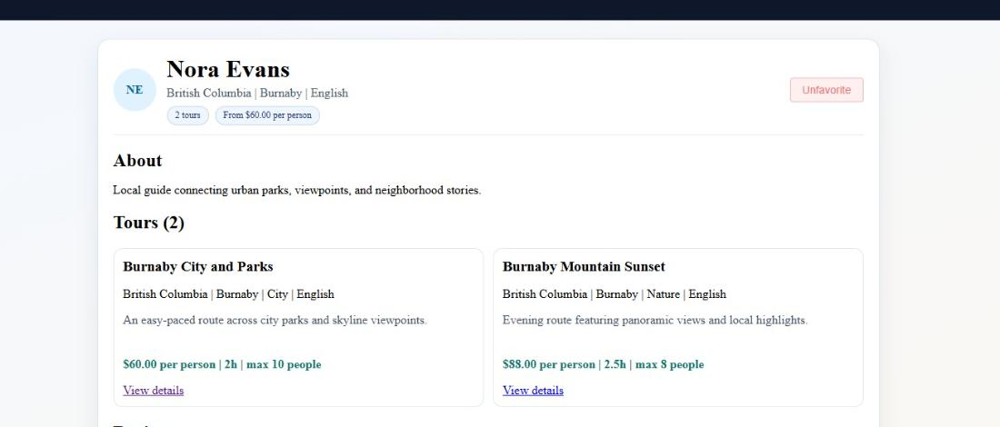 NE
Nora Evans
British Columbia | Burnaby | English
2 tours
From $60.00 per person
Unfavorite
About
Local guide connecting urban parks, viewpoints, and neighborhood stories.
Tours (2)
Burnaby City and Parks
British Columbia | Burnaby | City | English
An easy-paced route across city parks and skyline viewpoints.
$60.00 per person | 2h | max 10 people
View details
Burnaby Mountain Sunset
British Columbia | Burnaby | Nature | English
Evening route featuring panoramic views and local highlights.
$88.00 per person | 2.5h | max 8 people
View details